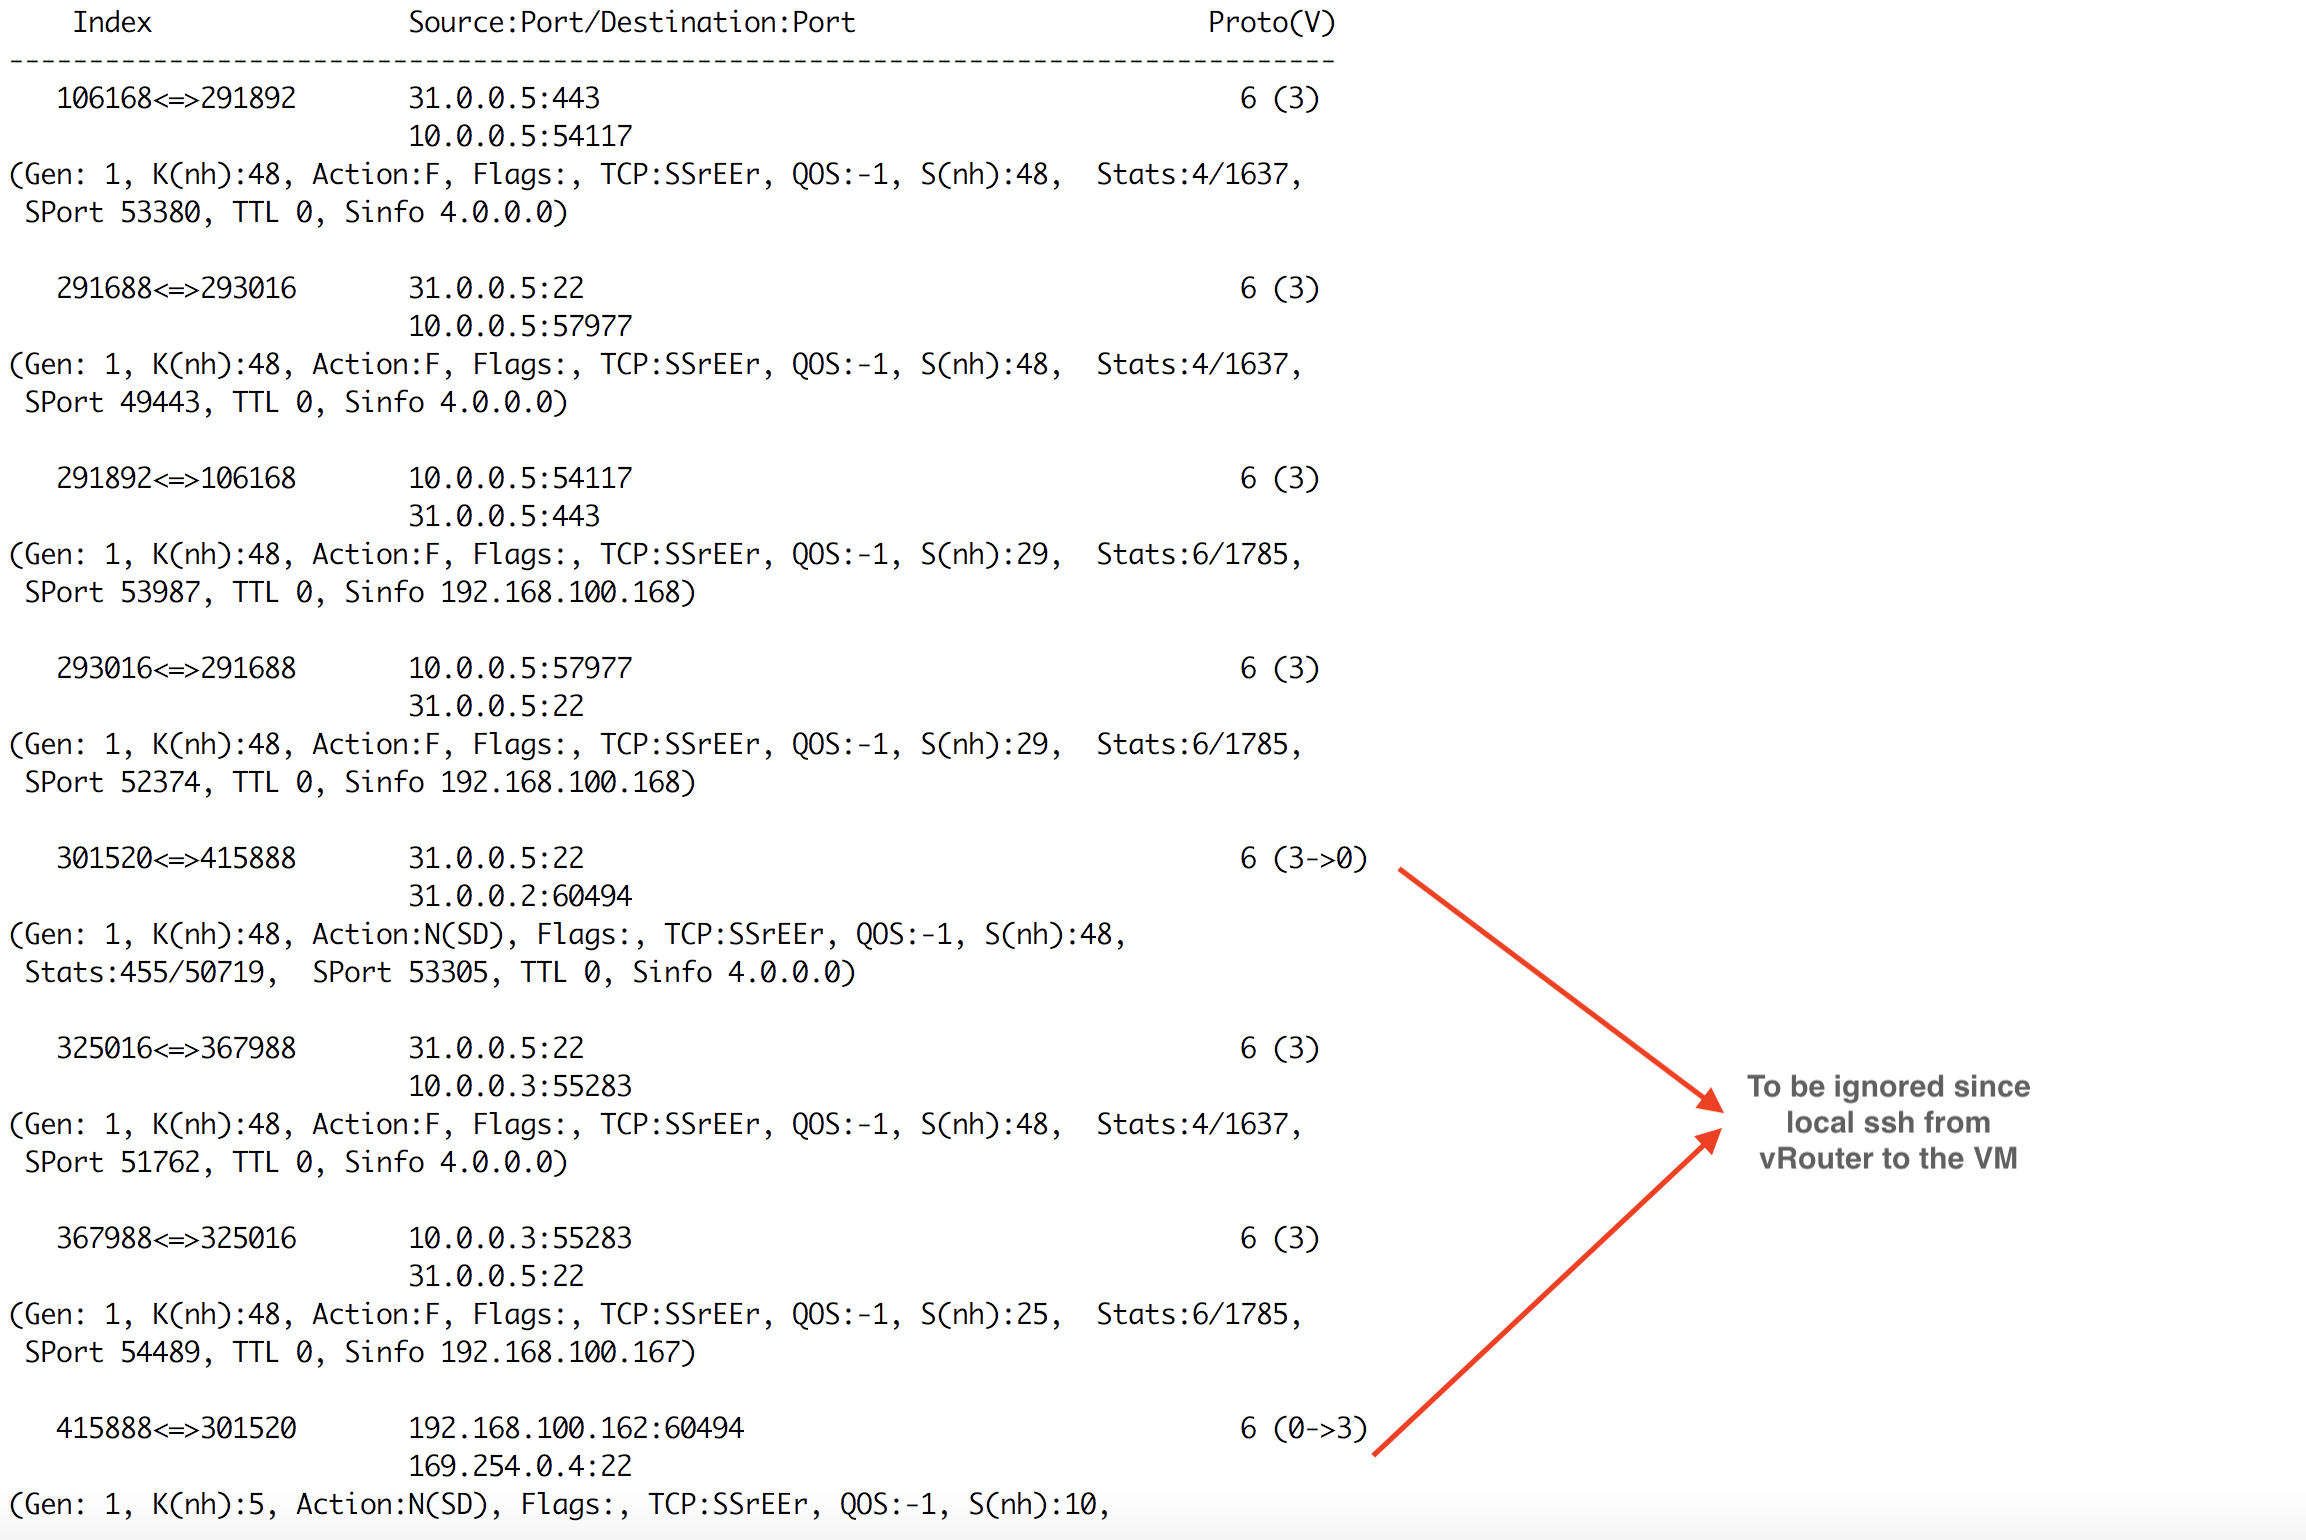 Index Source:Port/Destination:Port Proto(V)
-----------------------------------------------------------------------------------
106168<=>291892 31.0.0.5:443 6 (3)
10.0.0.5:54117
(Gen: 1, K(nh):48, Action:F, Flags:, TCP:SSrEEr, QOS:-1, S(nh):48, Stats:4/1637,
SPort 53380, TTL 0, Sinfo 4.0.0.0)
291688<=>293016 31.0.0.5:22 6 (3)
10.0.0.5:57977
(Gen: 1, K(nh):48, Action:F, Flags:, TCP:SSrEEr, QOS:-1, S(nh):48, Stats:4/1637,
SPort 49443, TTL 0, Sinfo 4.0.0.0)
291892<=>106168 10.0.0.5:54117 6 (3)
31.0.0.5:443
(Gen: 1, K(nh):48, Action:F, Flags:, TCP:SSrEEr, QOS:-1, S(nh):29, Stats:6/1785,
SPort 53987, TTL 0, Sinfo 192.168.100.168)
293016<=>291688 10.0.0.5:57977 6 (3)
31.0.0.5:22
(Gen: 1, K(nh):48, Action:F, Flags:, TCP:SSrEEr, QOS:-1, S(nh):29, Stats:6/1785,
SPort 52374, TTL 0, Sinfo 192.168.100.168)
301520<=>415888 31.0.0.5:22 6 (3->0)
31.0.0.2:60494
(Gen: 1, K(nh):48, Action:N(SD), Flags:, TCP:SSrEEr, QOS:-1, S(nh):48,
Stats:455/50719, SPort 53305, TTL 0, Sinfo 4.0.0.0)
325016<=>367988 31.0.0.5:22 6 (3)
10.0.0.3:55283
(Gen: 1, K(nh):48, Action:F, Flags:, TCP:SSrEEr, QOS:-1, S(nh):48, Stats:4/1637,
SPort 51762, TTL 0, Sinfo 4.0.0.0)
367988<=>325016 10.0.0.3:55283 6 (3)
31.0.0.5:22
(Gen: 1, K(nh):48, Action:F, Flags:, TCP:SSrEEr, QOS:-1, S(nh):25, Stats:6/1785,
SPort 54489, TTL 0, Sinfo 192.168.100.167)
415888<=>301520 192.168.100.162:60494 6 (0->3)
169.254.0.4:22
(Gen: 1, K(nh):5, Action:N(SD), Flags:, TCP:SSrEEr, QOS:-1, S(nh):10,
To be ignored since
local ssh from
vRouter to the VM